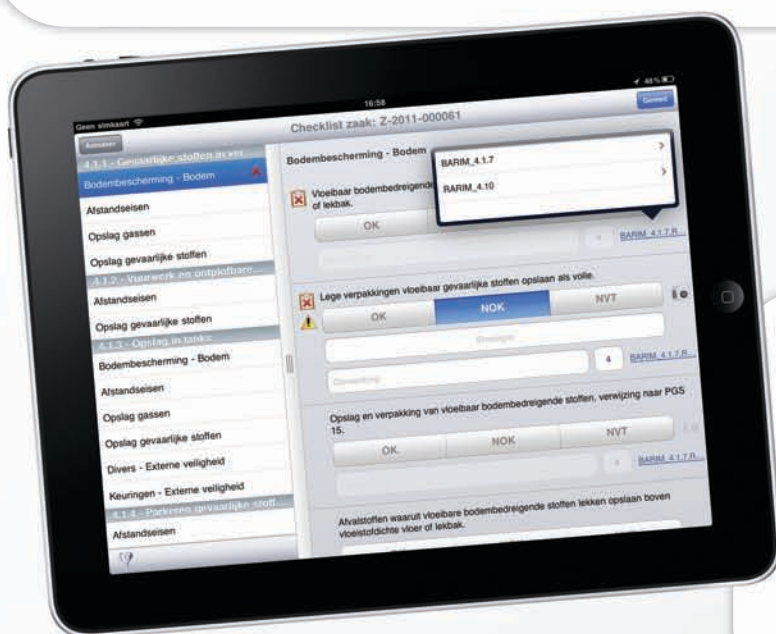 Geen simkaart
16:58
48%
Annuleer
Checklist zaak: Z-2011-000061
Gereed
4.1.1 - Gevaarlijke stoffen in ver...
Bodembescherming - Bodem
Afstandseisen
Opslag gassen
Opslag gevaarlijke stoffen
4.1.2 - Vuurwerk en ontplofbare...
Afstandseisen
Opslag gevaarlijke stoffen
4.1.3 - Opslag in tanks
Bodembescherming - Bodem
Afstandseisen
Opslag gassen
Opslag gevaarlijke stoffen
Divers - Externe veiligheid
Keuringen - Externe veiligheid
4.1.4 - Parkeren gevaarlijke stoff...
Afstandseisen
Bodembescherming - Bodem
BARIM_4.1.7
RARIM_4.10
Vloeibaar bodembedreigende
of lekbak.
OK
4
BARIM_4.1.7,R...
Lege verpakkingen vloeibaar gevaarlijke stoffen opslaan als volle.
OK
NOK
NVT
4
BARIM_4.1.7,R...
Opslag en verpakking van vloeibaar bodembedreigende stoffen, verwijzing naar PGS
15.
OK
NOK
NVT
4
BARIM_4.1.7,R...
Afvalstoffen waaruit vloeibare bodembedreigende stoffen lekken opslaan boven
vloeistofdichte vloer of lekbak.